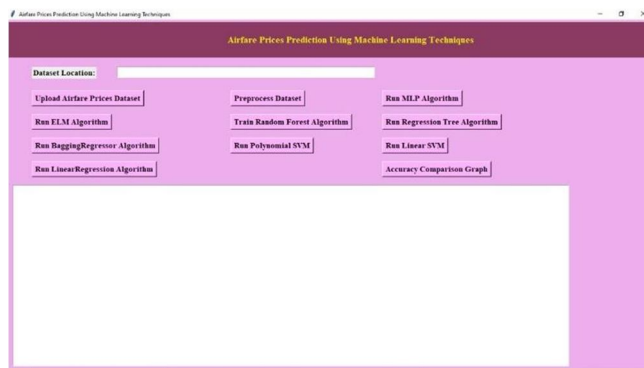 Airfare Prices Prediction Using Machine Learning Techniques
Airfare Prices Prediction Using Machine Learning Techniques
Dataset Location:
Upload Airfare Prices Dataset Preprocess Dataset Run MLP Algorithm
Run ELM Algorithm Train Random Forest Algorithm Run Regression Tree Algorithm
Run BaggingRegressor Algorithm Run Polynomial SVM Run Linear SVM
Run LinearRegression Algorithm Accuracy Comparison Graph